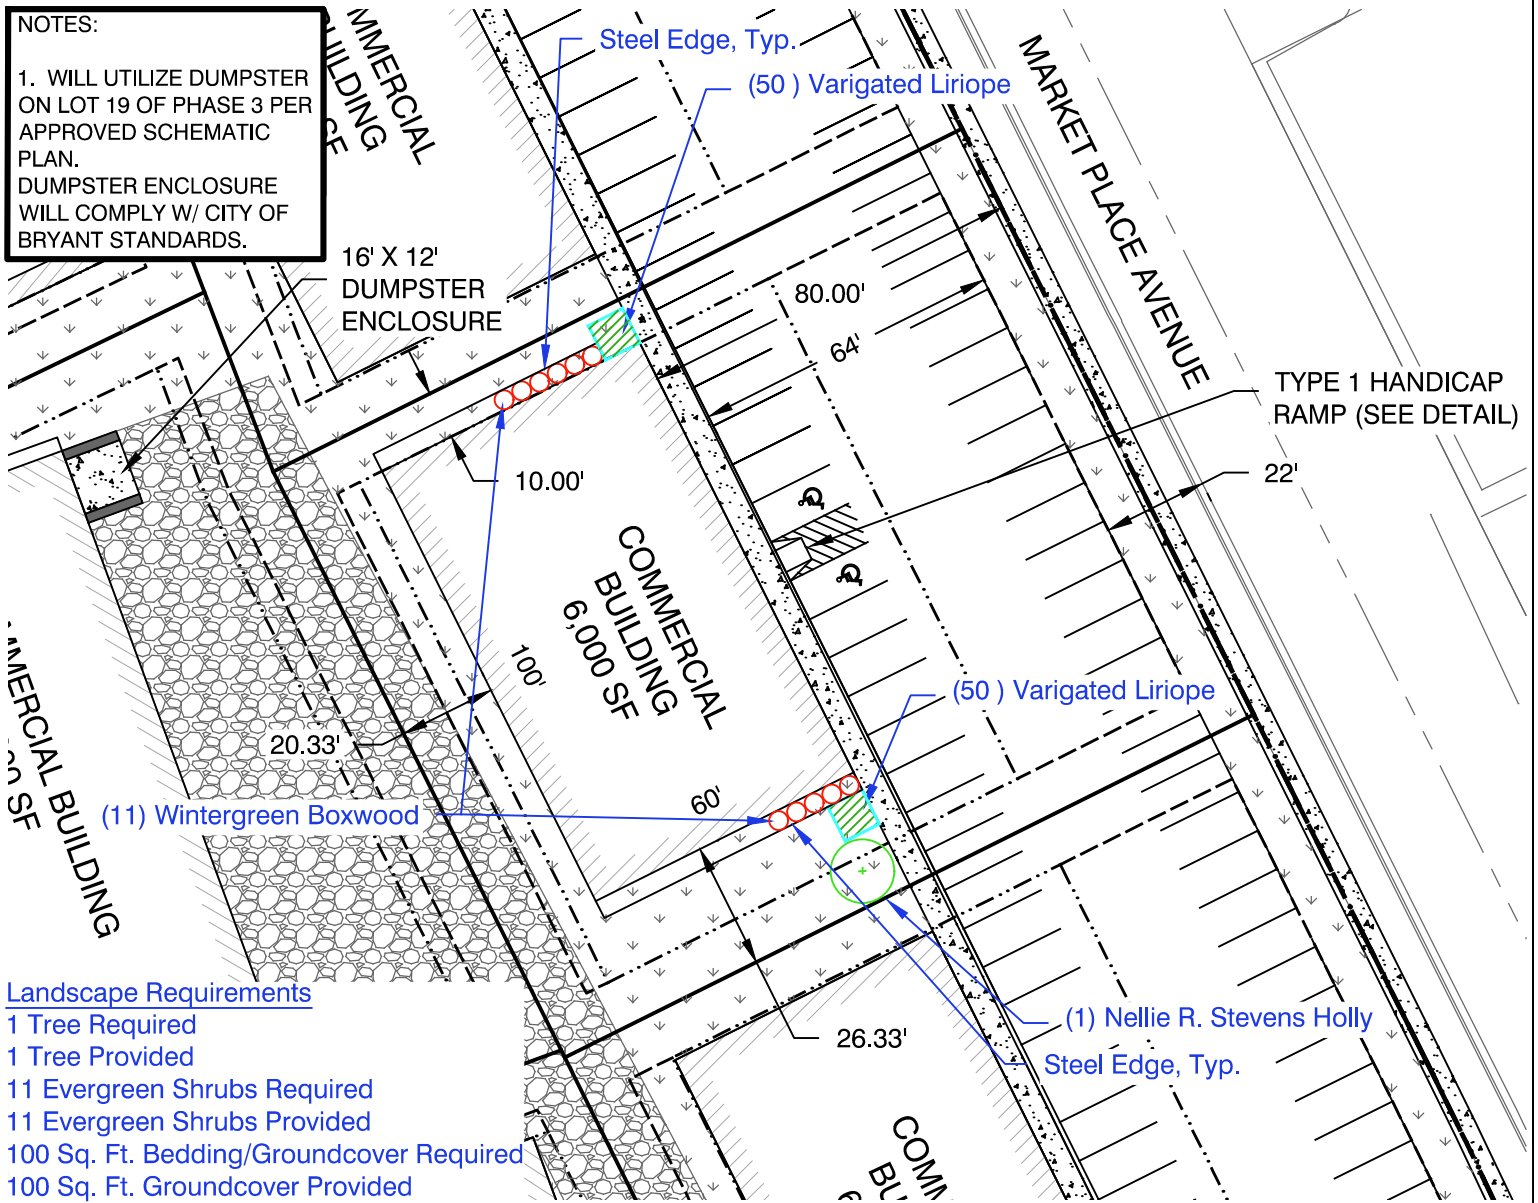 NOTES:
1. WILL UTILIZE DUMPSTER
ON LOT 19 OF PHASE 3 PER
APPROVED SCHEMATIC
PLAN.
DUMPSTER ENCLOSURE
WILL COMPLY W/ CITY OF
BRYANT STANDARDS.
MMERCIAL
UILDING
SF
Steel Edge, Typ.
(50 ) Varigated Liriope
MARKET PLACE AVENUE
16' X 12'
DUMPSTER
ENCLOSURE
80.00'
64'
TYPE 1 HANDICAP
RAMP (SEE DETAIL)
22'
10.00'
COMMERCIAL
BUILDING
6,000 SF
100'
20.33'
60'
(50 ) Varigated Liriope
(11) Wintergreen Boxwood
MMERCIAL BUILDING
00 SF
26.33'
(1) Nellie R. Stevens Holly
Steel Edge, Typ.
COMM
BU
6
Landscape Requirements
1 Tree Required
1 Tree Provided
11 Evergreen Shrubs Required
11 Evergreen Shrubs Provided
100 Sq. Ft. Bedding/Groundcover Required
100 Sq. Ft. Groundcover Provided